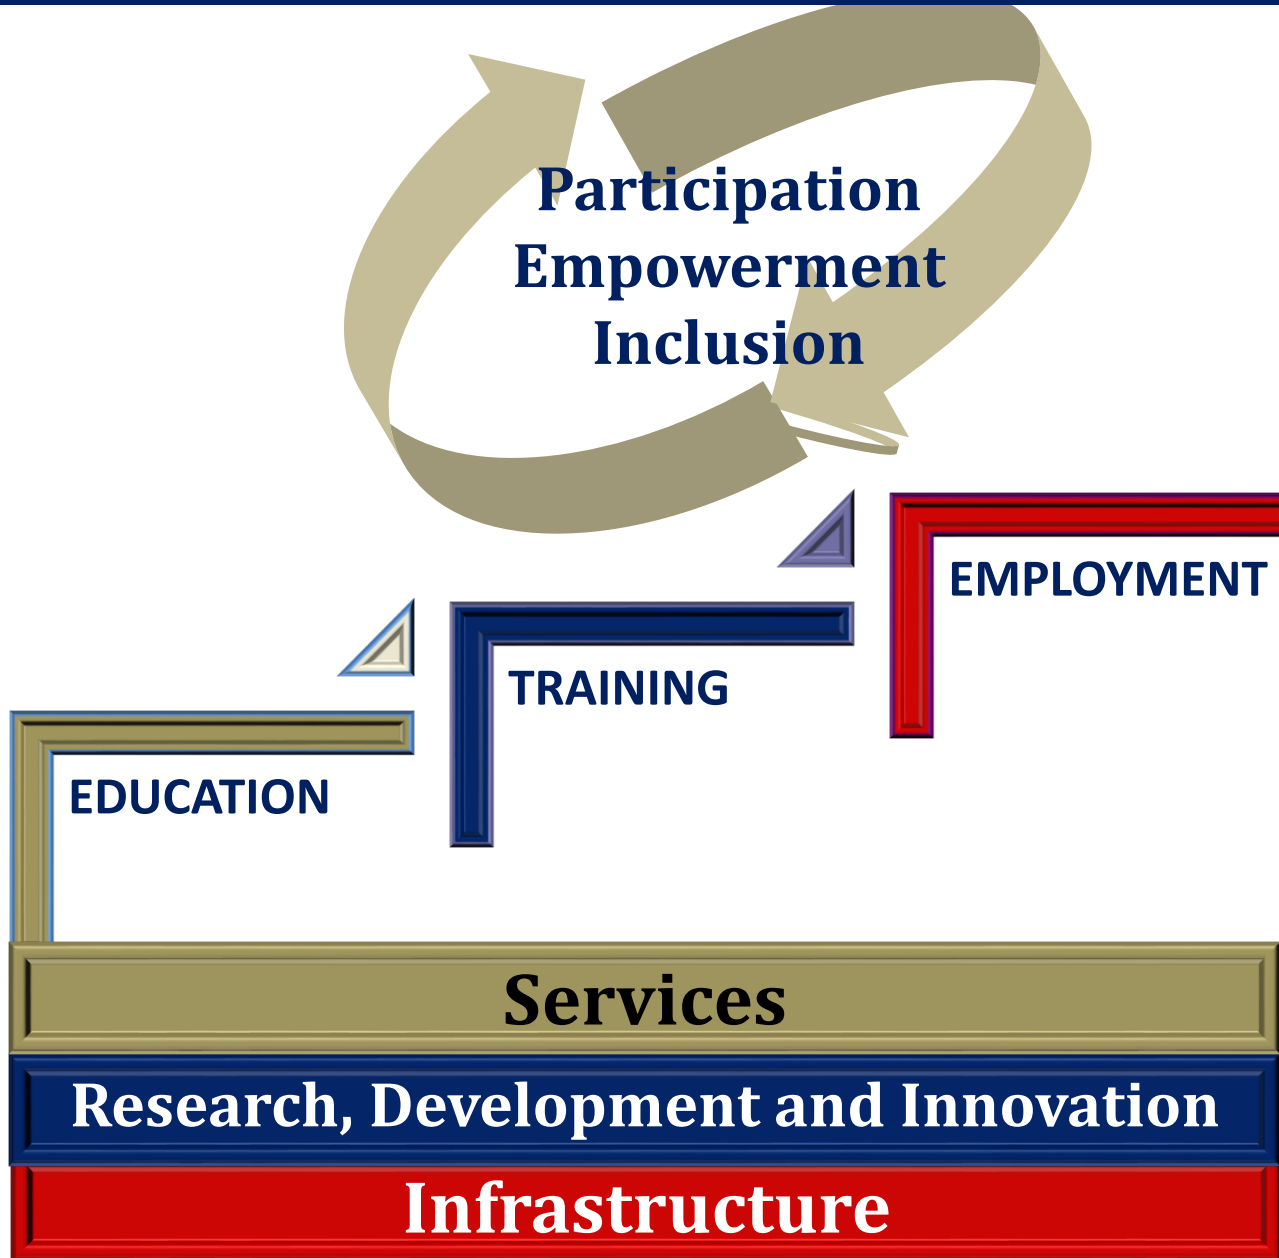 Participation
Empowerment
Inclusion
EMPLOYMENT
TRAINING
EDUCATION
Services
Research, Development and Innovation
Infrastructure